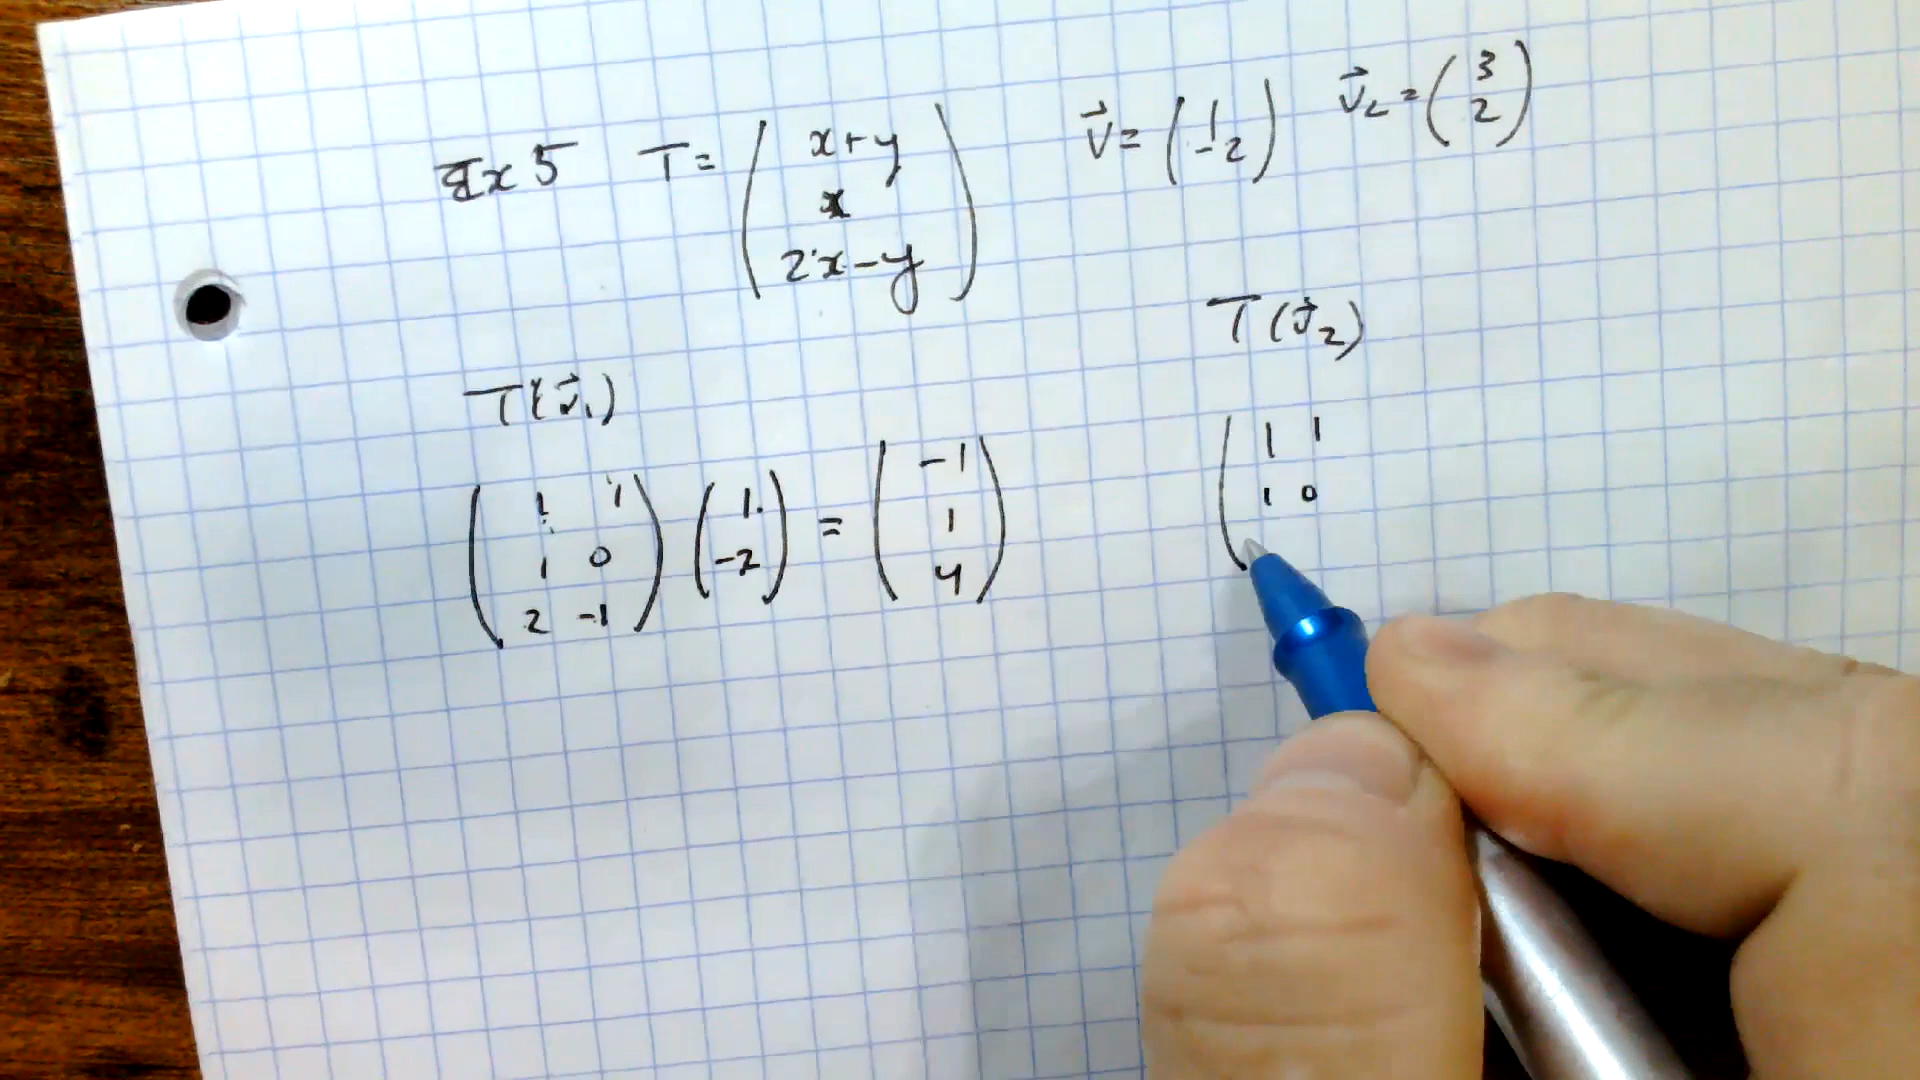 Ex 5 T = ( x+y x 2x-y ) v⃗ = ( 1 -2 ) v⃗2 = ( 3 2 )
T(v⃗1)
( 1 1 1 0 2 -1 ) ( 1 -2 ) = ( -1 1 4 )
T(v⃗2)
( 1 1 1 0